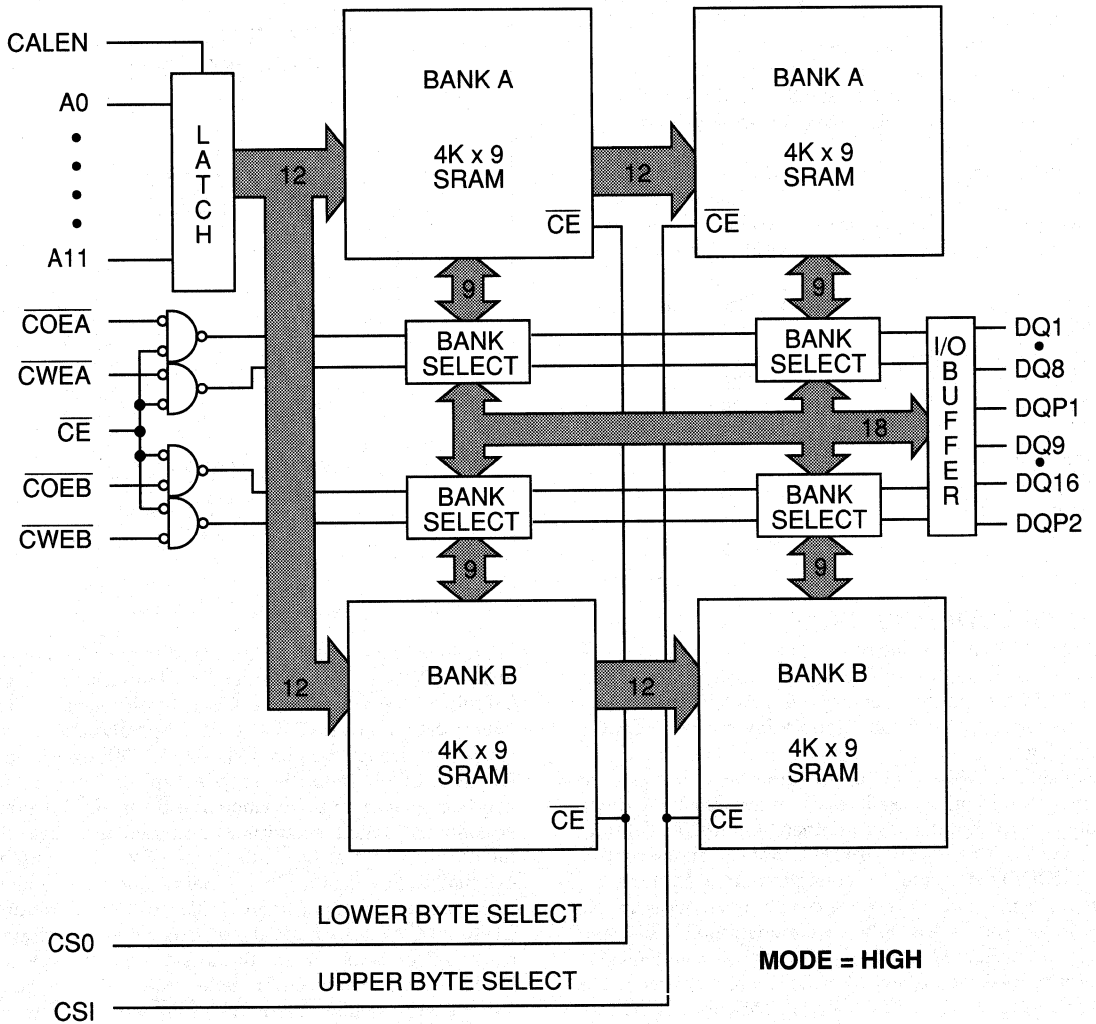 CALEN
A0
A11
LATCH
12
BANK A
4K x 9
SRAM
CE
12
BANK A
4K x 9
SRAM
CE
9
9
COEA
CWEA
CE
COEB
CWEB
BANK
SELECT
BANK
SELECT
18
BANK
SELECT
BANK
SELECT
I/O
BUFFER
DQ1
DQ8
DQP1
DQ9
DQ16
DQP2
9
9
12
BANK B
4K x 9
SRAM
CE
12
BANK B
4K x 9
SRAM
CE
LOWER BYTE SELECT
CS0
UPPER BYTE SELECT
CSI
MODE = HIGH